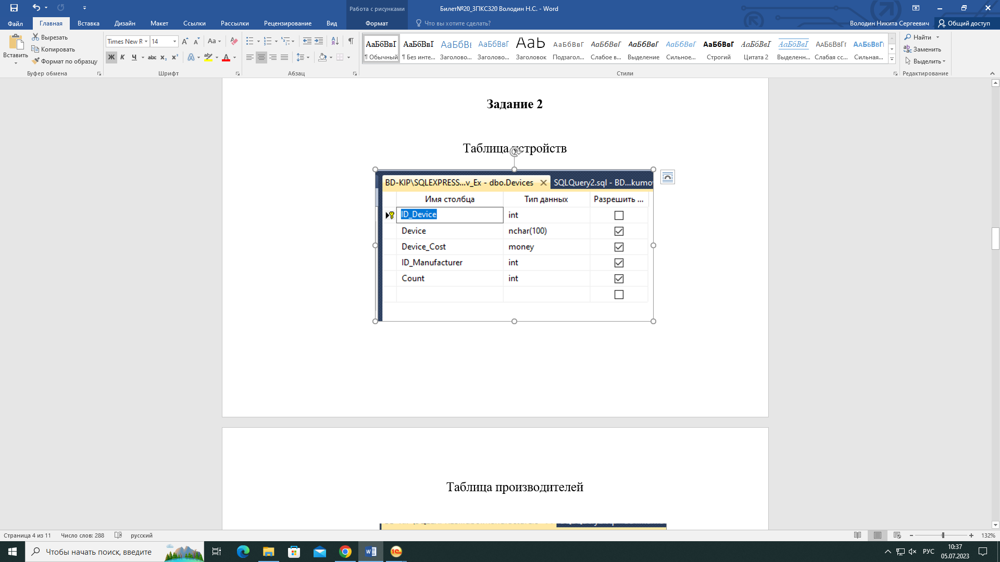 Работа с рисунками
Билет№20_3ПКС320 Володин Н.С. - Word
Файл Главная Вставка Дизайн Макет Ссылки Рассылки Рецензирование Вид Формат Что вы хотите сделать? Володин Никита Сергеевич Общий доступ
Вставить
Вырезать
Копировать
Формат по образцу
Буфер обмена
Times New R 14
Aa
Ж К Ч abc x₂ x²
Шрифт
Абзац
АаБбВвГ АаБбВвГ АаБбВв АаБбВвГ АаБ АаБбВвГ АаБбВвГ АаБбВвГ АаБбВвГ АаБбВвГ АаБбВвГ АаБбВвГ АаБбВвГ АаБбВвГ
¶ Обычный ¶ Без инте... Заголово... Заголово... Заголовок Подзагол... Слабое в... Выделение Сильное... Строгий Цитата 2 Выделенн... Слабая сс... Сильная...
Стили
Найти
Заменить
Выделить
Редактирование
Задание 2
Таблица устройств
BD-KIP\SQLEXPRESS...v_Ex - dbo.Devices SQLQuery2.sql - BD...kumo
Имя столбца Тип данных Разрешить ...
ID_Device int
Device nchar(100)
Device_Cost money
ID_Manufacturer int
Count int
Таблица производителей
Страница 4 из 11 Число слов: 288 русский 132%
Чтобы начать поиск, введите
РУС
10:37
05.07.2023